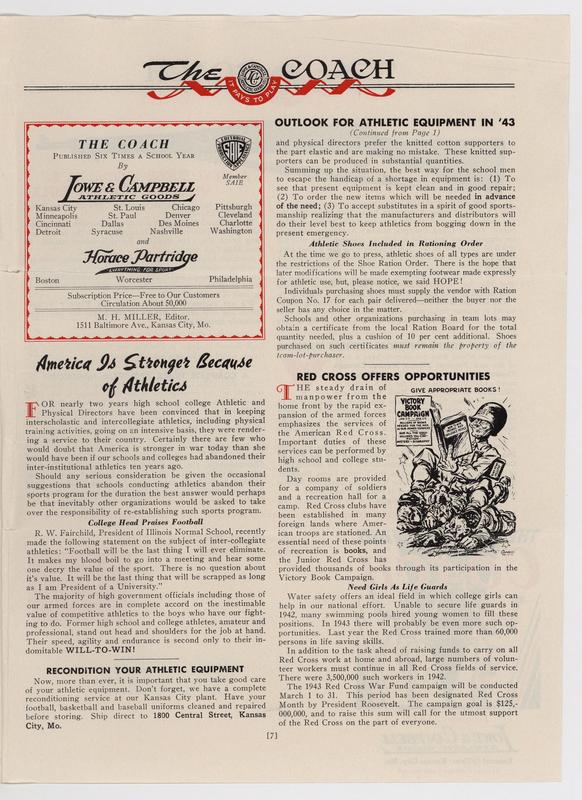 The COACH
IT PAYS TO PLAY
THE COACH
PUBLISHED SIX TIMES A SCHOOL YEAR
By
LOWE & CAMPBELL
ATHLETIC GOODS
Member
SAIE
Kansas City St. Louis Chicago Pittsburgh
Minneapolis St. Paul Denver Cleveland
Cincinnati Dallas Des Moines Charlotte
Detroit Syracuse Nashville Washington
and
Horace Partridge
"EVERYTHING FOR SPORT"
Boston Worcester Philadelphia
Subscription Price—Free to Our Customers
Circulation About 50,000
M. H. MILLER, Editor.
1511 Baltimore Ave., Kansas City, Mo.
America Is Stronger Because
of Athletics
FOR nearly two years high school college Athletic and
Physical Directors have been convinced that in keeping
interscholastic and intercollegiate athletics, including physical
training activities, going on an intensive basis, they were render-
ing a service to their country. Certainly there are few who
would doubt that America is stronger in war today than she
would have been if our schools and colleges had abandoned their
inter-institutional athletics ten years ago.
Should any serious consideration be given the occasional
suggestions that schools conducting athletics abandon their
sports program for the duration the best answer would perhaps
be that inevitably other organizations would be asked to take
over the responsibility of re-establishing such sports program.
College Head Praises Football
R. W. Fairchild, President of Illinois Normal School, recently
made the following statement on the subject of inter-collegiate
athletics: "Football will be the last thing I will ever eliminate.
It makes my blood boil to go into a meeting and hear some
one decry the value of the sport. There is no question about
it's value. It will be the last thing that will be scrapped as long
as I am President of a University."
The majority of high government officials including those of
our armed forces are in complete accord on the inestimable
value of competitive athletics to the boys who have our fight-
ing to do. Former high school and college athletes, amateur and
professional, stand out head and shoulders for the job at hand.
Their speed, agility and endurance is second only to their in-
domitable WILL-TO-WIN!
RECONDITION YOUR ATHLETIC EQUIPMENT
Now, more than ever, it is important that you take good care
of your athletic equipment. Don't forget, we have a complete
reconditioning service at our Kansas City plant. Have your
football, basketball and baseball uniforms cleaned and repaired
before storing. Ship direct to 1800 Central Street, Kansas
City, Mo.
OUTLOOK FOR ATHLETIC EQUIPMENT IN '43
(Continued from Page 1)
and physical directors prefer the knitted cotton supporters to
the part elastic and are making no mistake. These knitted sup-
porters can be produced in substantial quantities.
Summing up the situation, the best way for the school men
to escape the handicap of a shortage in equipment is: (1) To
see that present equipment is kept clean and in good repair;
(2) To order the new items which will be needed in advance
of the need; (3) To accept substitutes in a spirit of good sports-
manship realizing that the manufacturers and distributors will
do their level best to keep athletics from bogging down in the
present emergency.
Athletic Shoes Included in Rationing Order
At the time we go to press, athletic shoes of all types are under
the restrictions of the Shoe Ration Order. There is the hope that
later modifications will be made exempting footwear made expressly
for athletic use, but, please notice, we said HOPE!
Individuals purchasing shoes must supply the vendor with Ration
Coupon No. 17 for each pair delivered—neither the buyer nor the
seller has any choice in the matter.
Schools and other organizations purchasing in team lots may
obtain a certificate from the local Ration Board for the total
quantity needed, plus a cushion of 10 per cent additional. Shoes
purchased on such certificates must remain the property of the
team-lot-purchaser.
RED CROSS OFFERS OPPORTUNITIES
THE steady drain of
manpower from the
home front by the rapid ex-
pansion of the armed forces
emphasizes the services of
the American Red Cross.
Important duties of these
services can be performed by
high school and college stu-
dents.
Day rooms are provided
for a company of soldiers
and a recreation hall for a
camp. Red Cross clubs have
been established in many
foreign lands where Amer-
ican troops are stationed. An
essential need of these points
of recreation is books, and
the Junior Red Cross has
provided thousands of books through its participation in the
Victory Book Campaign.
GIVE APPROPRIATE BOOKS!
VICTORY
BOOK
CAMPAIGN
Need Girls As Life Guards
Water safety offers an ideal field in which college girls can
help in our national effort. Unable to secure life guards in
1942, many swimming pools hired young women to fill these
positions. In 1943 there will probably be even more such op-
portunities. Last year the Red Cross trained more than 60,000
persons in life saving skills.
In addition to the task ahead of raising funds to carry on all
Red Cross work at home and abroad, large numbers of volun-
teer workers must continue in all Red Cross fields of service.
There were 3,500,000 such workers in 1942.
The 1943 Red Cross War Fund campaign will be conducted
March 1 to 31. This period has been designated Red Cross
Month by President Roosevelt. The campaign goal is $125,-
000,000, and to raise this sum will call for the utmost support
of the Red Cross on the part of everyone.
[7]